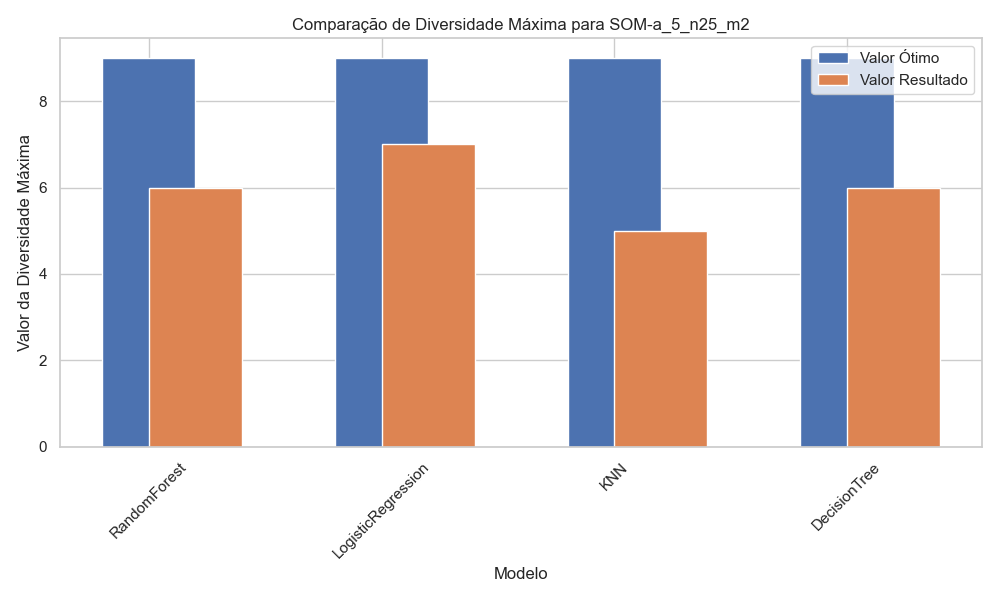 Comparação de Diversidade Máxima para SOM-a_5_n25_m2
Valor Ótimo
Valor Resultado
Valor da Diversidade Máxima
8
6
4
2
0
RandomForest
LogisticRegression
KNN
DecisionTree
Modelo